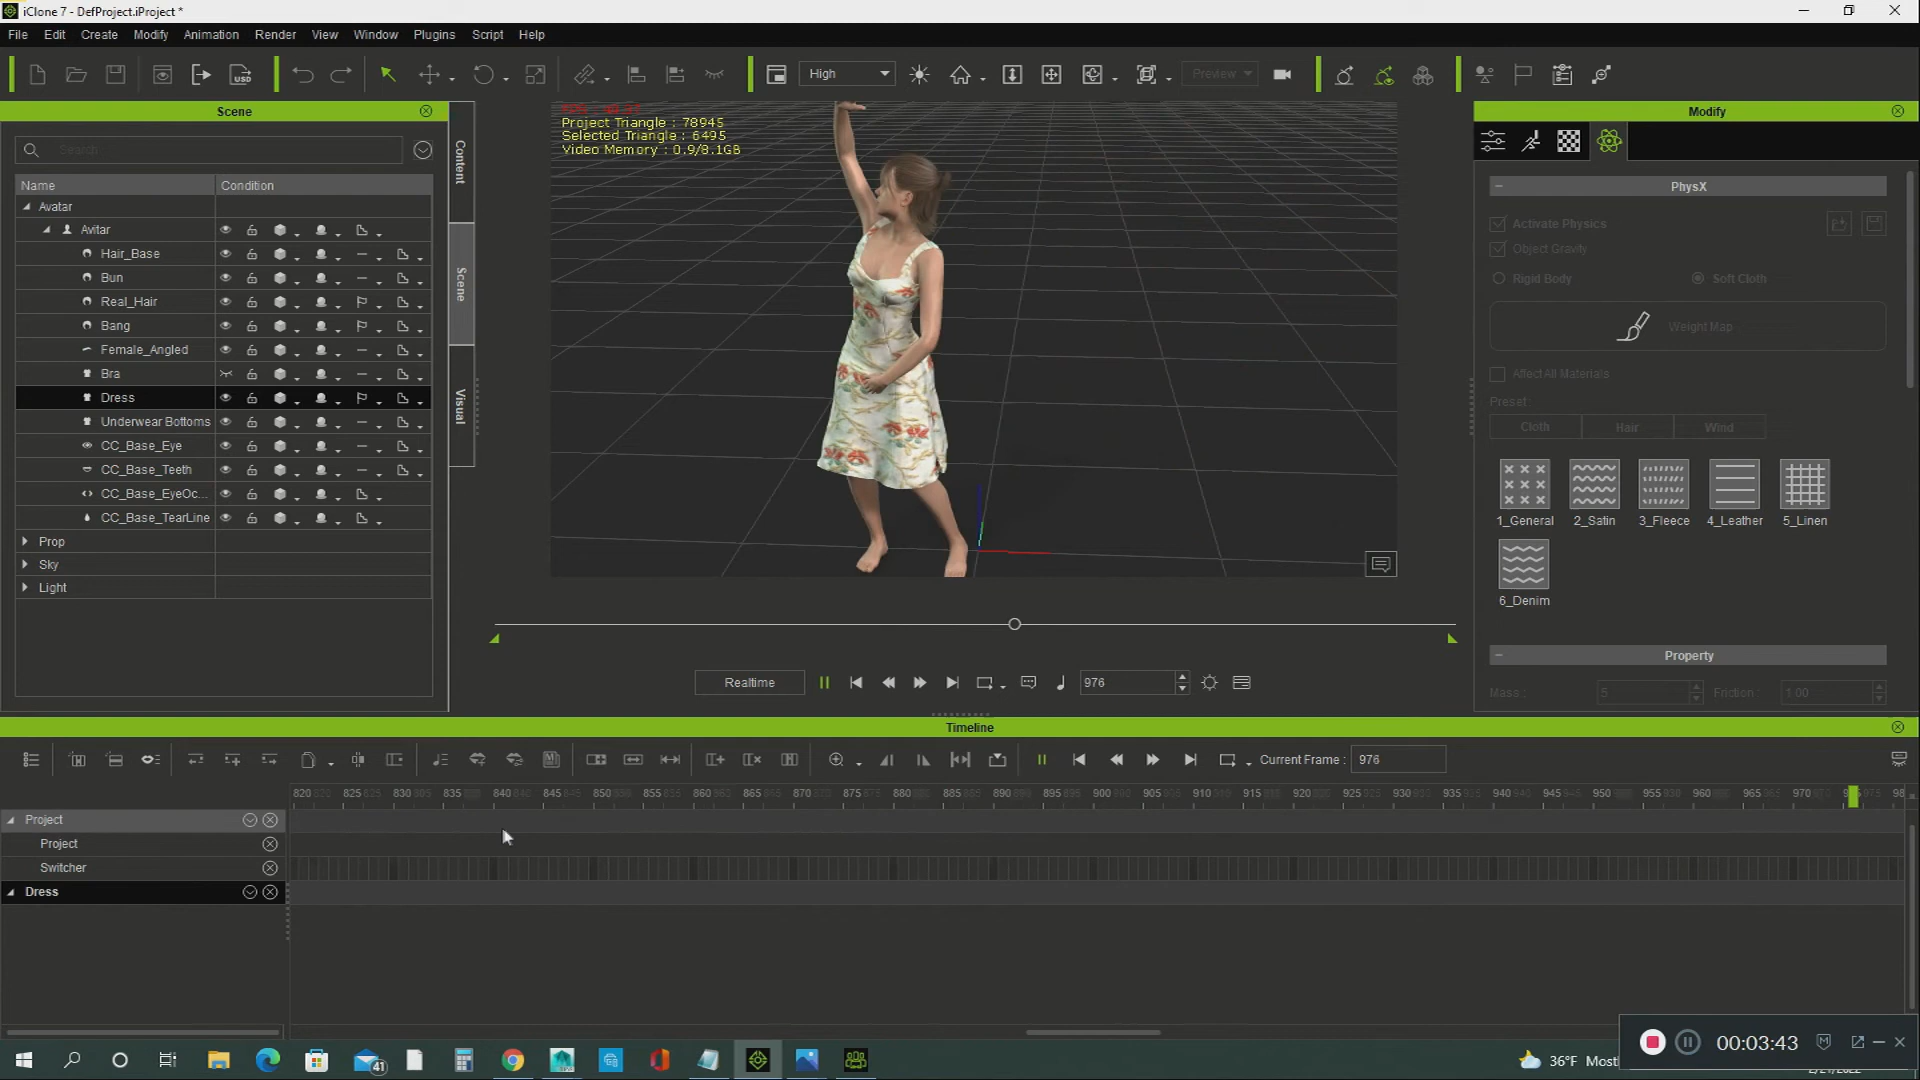 iClone 7 - DefProject.iProject *
File Edit Create Modify Animation Render View Window Plugins Script Help
High
Preview
Scene
Search
Name Condition
Avatar
Avitar
Hair_Base
Bun
Real_Hair
Bang
Female_Angled
Bra
Dress
Underwear Bottoms
CC_Base_Eye
CC_Base_Teeth
CC_Base_EyeOc...
CC_Base_TearLine
Prop
Sky
Light
Content
Scene
Visual
Project Triangle : 78945
Selected Triangle : 6495
Video Memory : 0.9/8.1GB
Modify
PhysX
Activate Physics
Object Gravity
Rigid Body Soft Cloth
Weight Map
Affect All Materials
Preset:
Cloth Hair Wind
1_General 2_Satin 3_Fleece 4_Leather 5_Linen
6_Denim
Property
Mass : 5 Friction : 1.00
Realtime 976
Timeline
Current Frame : 976
820 825 830 835 840 845 850 855 860 865 870 875 880 885 890 895 900 905 910 915 920 925 930 935 940 945 950 955 960 965 970
Project
Project
Switcher
Dress
41
36°F
00:03:43